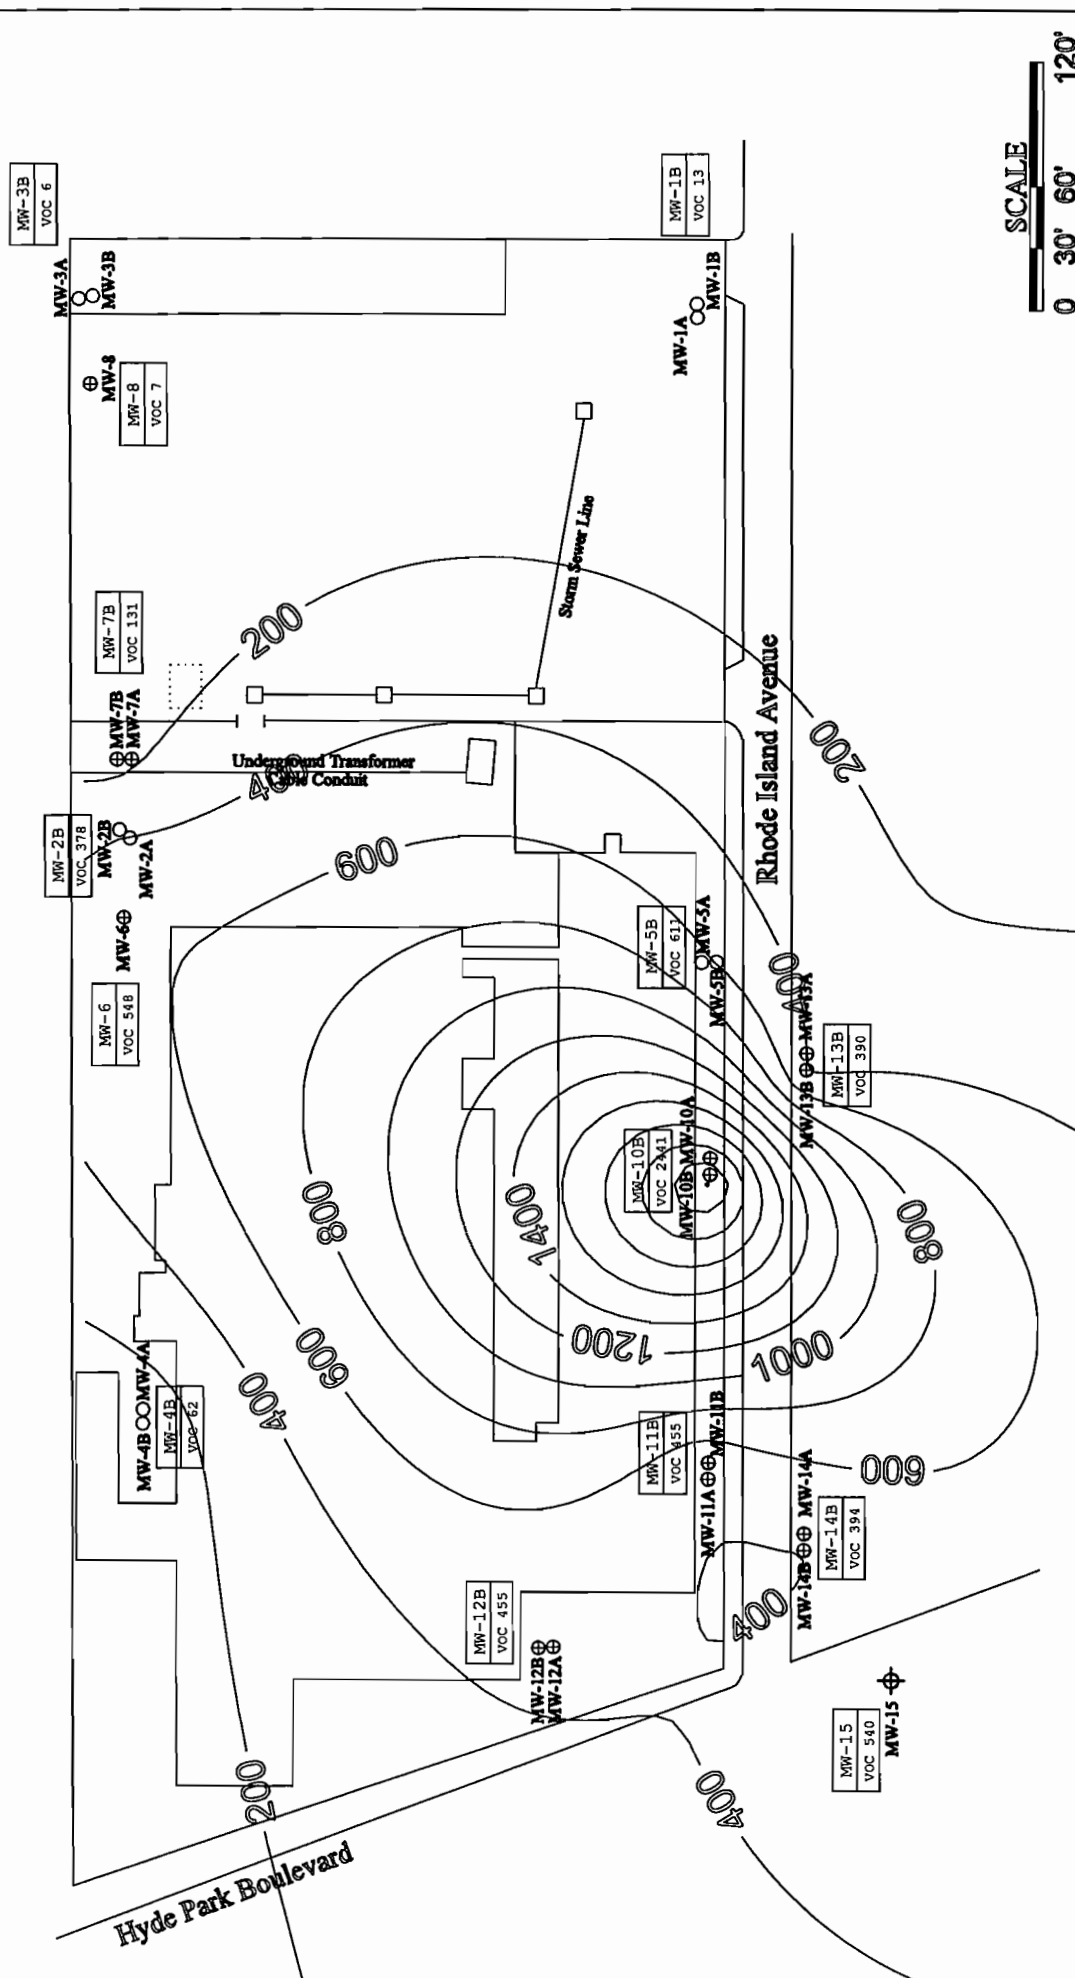 MW-3B
VOC 6
MW-3A
MW-3B
MW-8
MW-8
VOC 7
MW-1B
VOC 13
MW-1A
MW-1B
SCALE
0 30' 60' 120'
Storm Sewer Line
200
MW-7B
VOC 131
MW-7B
MW-7A
Underground Transformer
Cable Conduit
400
MW-2B
VOC 378
MW-2B
MW-2A
600
MW-6
MW-6
VOC 548
Rhode Island Avenue
200
MW-5B
VOC 611
MW-5A
MW-5B
400
MW-13A
MW-13B
MW-13B
VOC 390
MW-10B
VOC 2441
MW-10A
MW-10B
800
1400
800
1200
1000
600
400
MW-4A
MW-4B
MW-4B
VOC 62
MW-11B
VOC 455
MW-11B
MW-11A
600
MW-14A
MW-14B
MW-14B
VOC 394
400
MW-12B
VOC 455
MW-12B
MW-12A
MW-15
VOC 540
MW-15
400
200
Hyde Park Boulevard